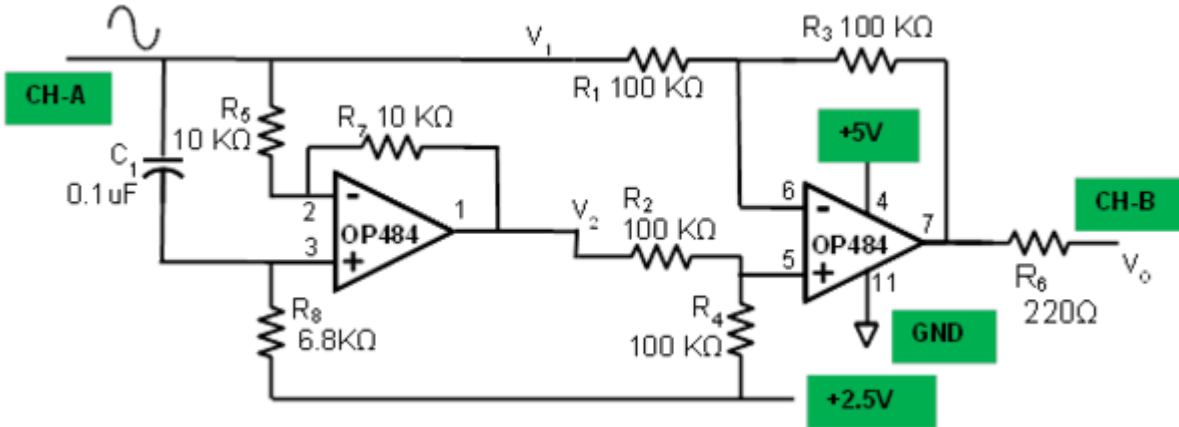 CH-A
V₁
R₁ 100 KΩ
R₃ 100 KΩ
R₅
10 KΩ
R₇ 10 KΩ
C₁
0.1uF
2
-
3
+
1
OP484
V₂
R₂
100 KΩ
R₄
100 KΩ
R₈
6.8KΩ
+5V
6
-
5
+
4
7
OP484
11
GND
+2.5V
CH-B
R₆
220Ω
V₀